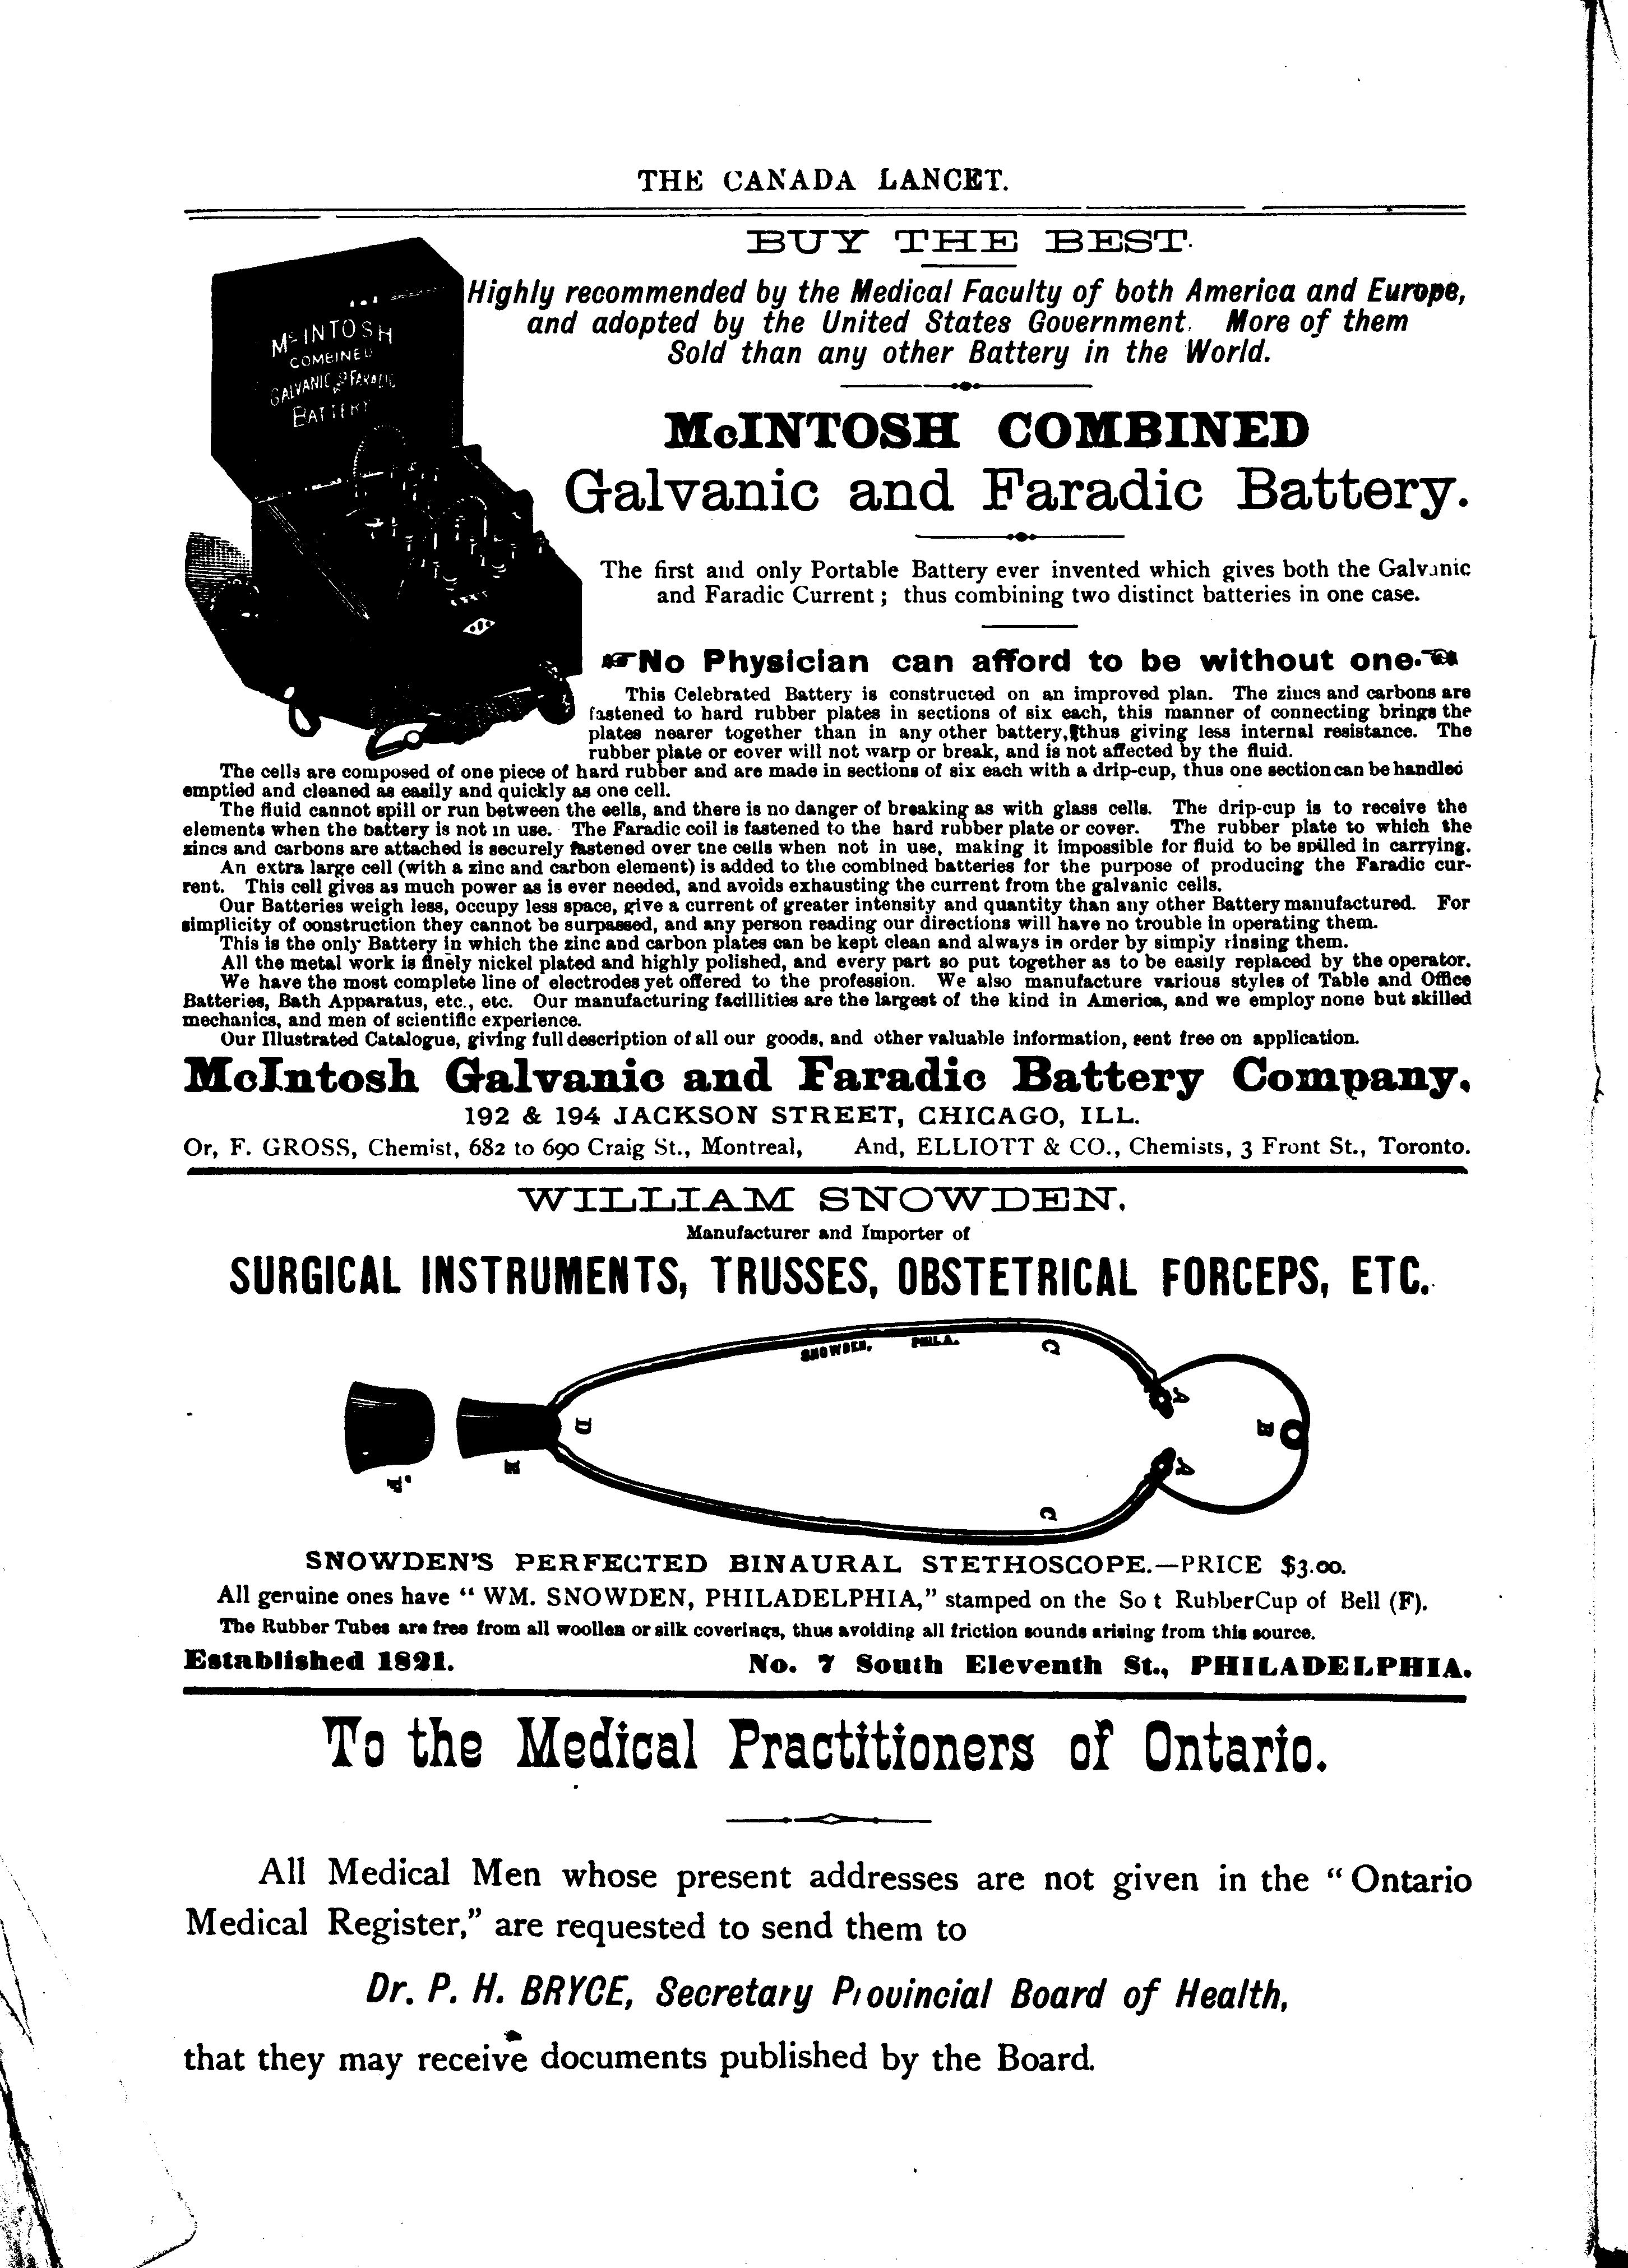 THE CANADA LANCET.
BUY THE BEST.
Highly recommended by the Medical Faculty of both America and Europe,
and adopted by the United States Government. More of them
Sold than any other Battery in the World.
McINTOSH
COMBINED
GALVANIC & FARADIC
BATTERY
McINTOSH COMBINED
Galvanic and Faradic Battery.
The first and only Portable Battery ever invented which gives both the Galvanic
and Faradic Current; thus combining two distinct batteries in one case.
☞No Physician can afford to be without one.☜
This Celebrated Battery is constructed on an improved plan. The zincs and carbons are
fastened to hard rubber plates in sections of six each, this manner of connecting brings the
plates nearer together than in any other battery, thus giving less internal resistance. The
rubber plate or cover will not warp or break, and is not affected by the fluid.
The cells are composed of one piece of hard rubber and are made in sections of six each with a drip-cup, thus one section can be handled
emptied and cleaned as easily and quickly as one cell.
The fluid cannot spill or run between the cells, and there is no danger of breaking as with glass cells. The drip-cup is to receive the
elements when the battery is not in use. The Faradic coil is fastened to the hard rubber plate or cover. The rubber plate to which the
zincs and carbons are attached is securely fastened over the cells when not in use, making it impossible for fluid to be spilled in carrying.
An extra large cell (with a zinc and carbon element) is added to the combined batteries for the purpose of producing the Faradic cur-
rent. This cell gives as much power as is ever needed, and avoids exhausting the current from the galvanic cells.
Our Batteries weigh less, occupy less space, give a current of greater intensity and quantity than any other Battery manufactured. For
simplicity of construction they cannot be surpassed, and any person reading our directions will have no trouble in operating them.
This is the only Battery in which the zinc and carbon plates can be kept clean and always in order by simply rinsing them.
All the metal work is finely nickel plated and highly polished, and every part so put together as to be easily replaced by the operator.
We have the most complete line of electrodes yet offered to the profession. We also manufacture various styles of Table and Office
Batteries, Bath Apparatus, etc., etc. Our manufacturing facillities are the largest of the kind in America, and we employ none but skilled
mechanics, and men of scientific experience.
Our Illustrated Catalogue, giving full description of all our goods, and other valuable information, sent free on application.
McIntosh Galvanic and Faradic Battery Company,
192 & 194 JACKSON STREET, CHICAGO, ILL.
Or, F. GROSS, Chemist, 682 to 690 Craig St., Montreal, And, ELLIOTT & CO., Chemists, 3 Front St., Toronto.
WILLIAM SNOWDEN,
Manufacturer and Importer of
SURGICAL INSTRUMENTS, TRUSSES, OBSTETRICAL FORCEPS, ETC.
SNOWDEN, PHILA.
C
A
D
B
E
F.
A
C
SNOWDEN'S PERFECTED BINAURAL STETHOSCOPE.—PRICE $3.00.
All genuine ones have "WM. SNOWDEN, PHILADELPHIA," stamped on the So t RubberCup of Bell (F).
The Rubber Tubes are free from all woollen or silk coverings, thus avoiding all friction sounds arising from this source.
Established 1821. No. 7 South Eleventh St., PHILADELPHIA.
To the Medical Practitioners of Ontario.
All Medical Men whose present addresses are not given in the "Ontario
Medical Register," are requested to send them to
Dr. P. H. BRYCE, Secretary Provincial Board of Health,
that they may receive documents published by the Board.